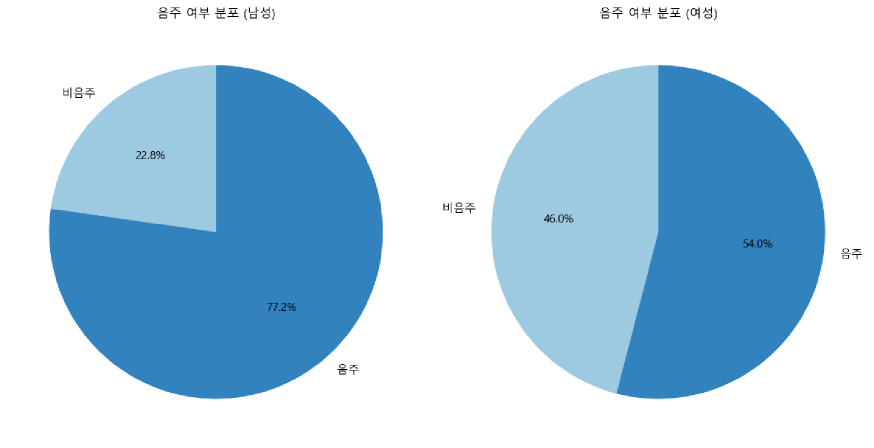 음주 여부 분포 (남성)
비음주
22.8%
77.2%
음주
음주 여부 분포 (여성)
비음주
46.0%
54.0%
음주